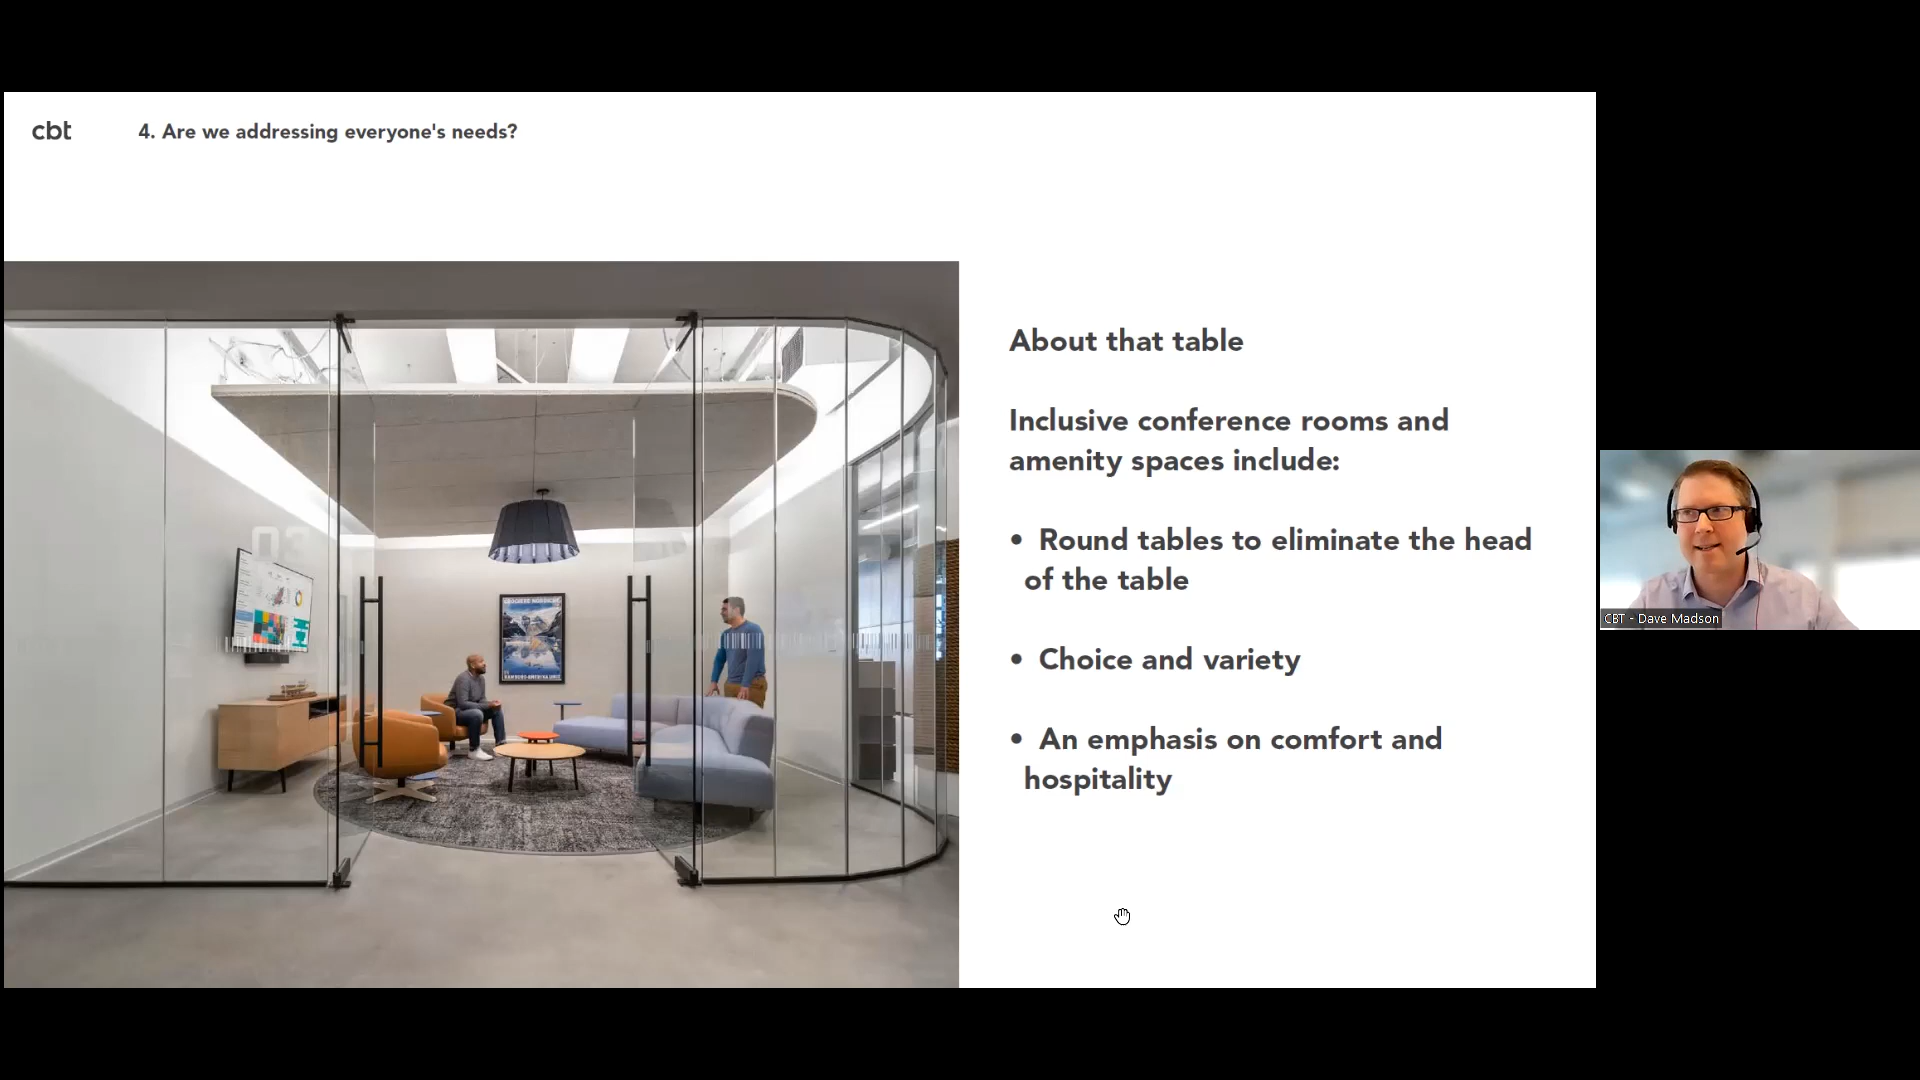 cbt
4. Are we addressing everyone's needs?
About that table
Inclusive conference rooms and
amenity spaces include:
• Round tables to eliminate the head
of the table
• Choice and variety
• An emphasis on comfort and
hospitality
03
CBT - Dave Madson